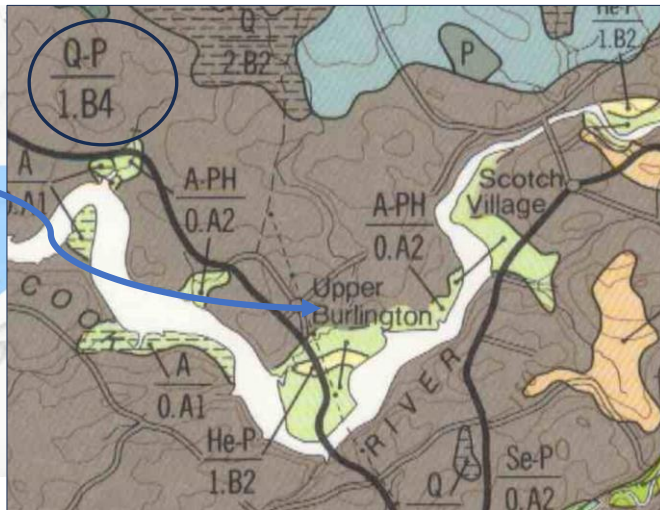 Q
2.B2
He-P
1.B2
P
Q-P
1.B4
A
0.A1
A-PH
0.A2
Scotch
Village
A-PH
0.A2
Upper
Burlington
C O O
A
0.A1
RIVER
He-P
1.B2
Q
Se-P
0.A2